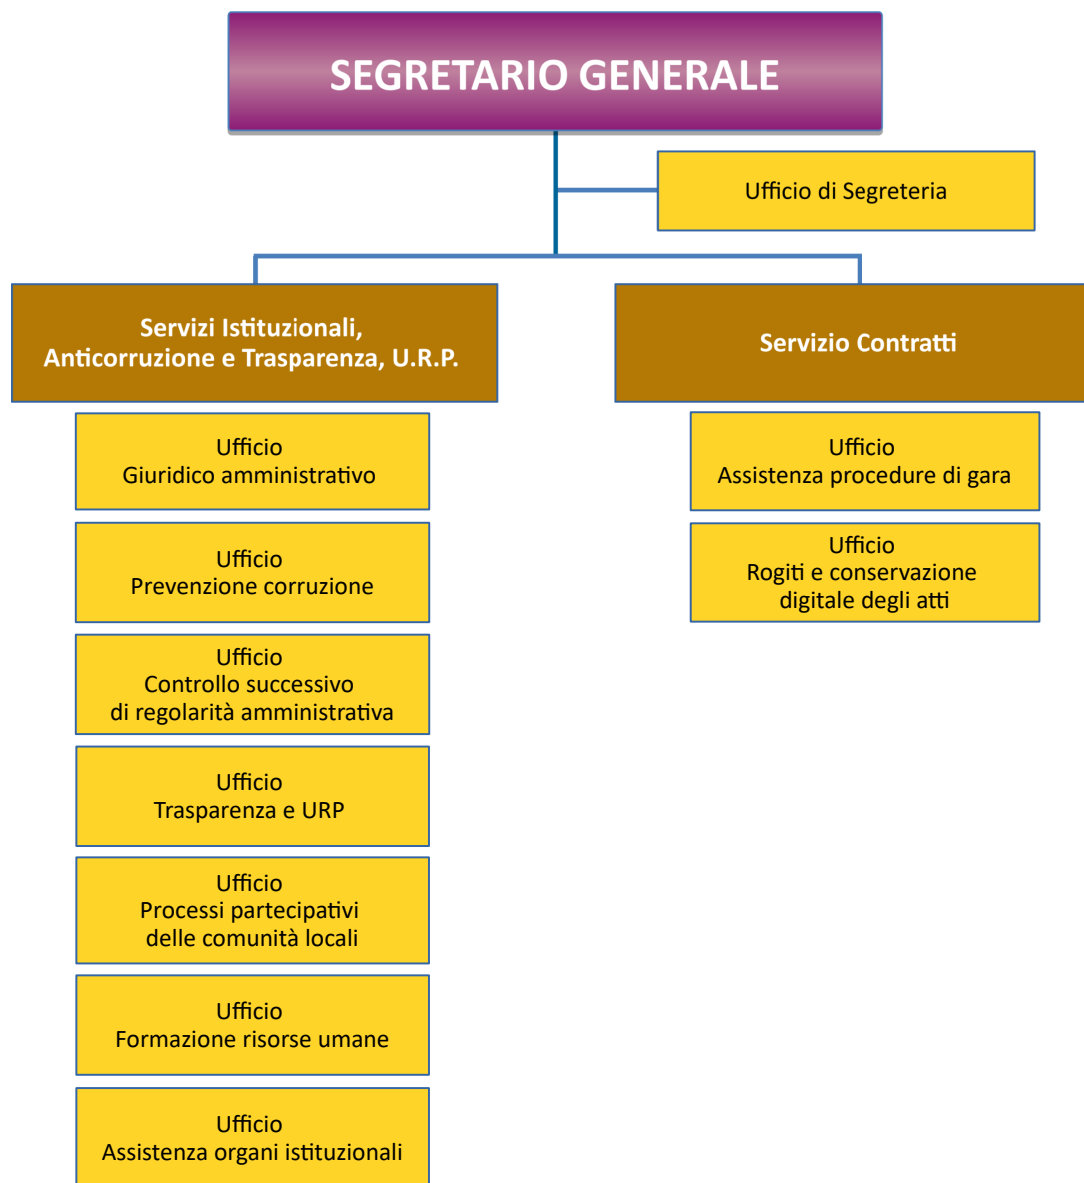 SEGRETARIO GENERALE
Ufficio di Segreteria
Servizi Istituzionali,
Anticorruzione e Trasparenza, U.R.P.
Ufficio
Giuridico amministrativo
Ufficio
Prevenzione corruzione
Ufficio
Controllo successivo
di regolarità amministrativa
Ufficio
Trasparenza e URP
Ufficio
Processi partecipativi
delle comunità locali
Ufficio
Formazione risorse umane
Ufficio
Assistenza organi istituzionali
Servizio Contratti
Ufficio
Assistenza procedure di gara
Ufficio
Rogiti e conservazione
digitale degli atti